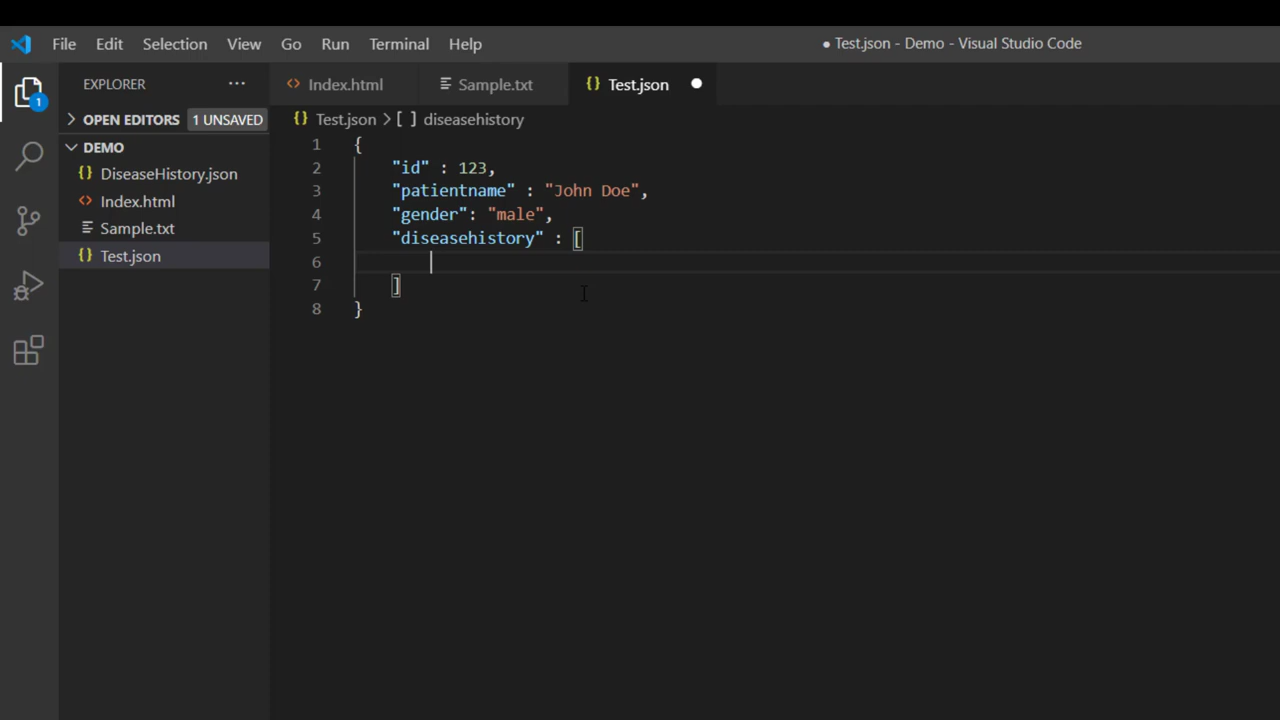 File Edit Selection View Go Run Terminal Help ● Test.json - Demo - Visual Studio Code
EXPLORER ··· Index.html Sample.txt Test.json
1 OPEN EDITORS 1 UNSAVED Test.json > [ ] diseasehistory
DEMO
DiseaseHistory.json
Index.html
Sample.txt
Test.json
1 {
2 "id" : 123,
3 "patientname" : "John Doe",
4 "gender": "male",
5 "diseasehistory" : [
6
7 ]
8 }